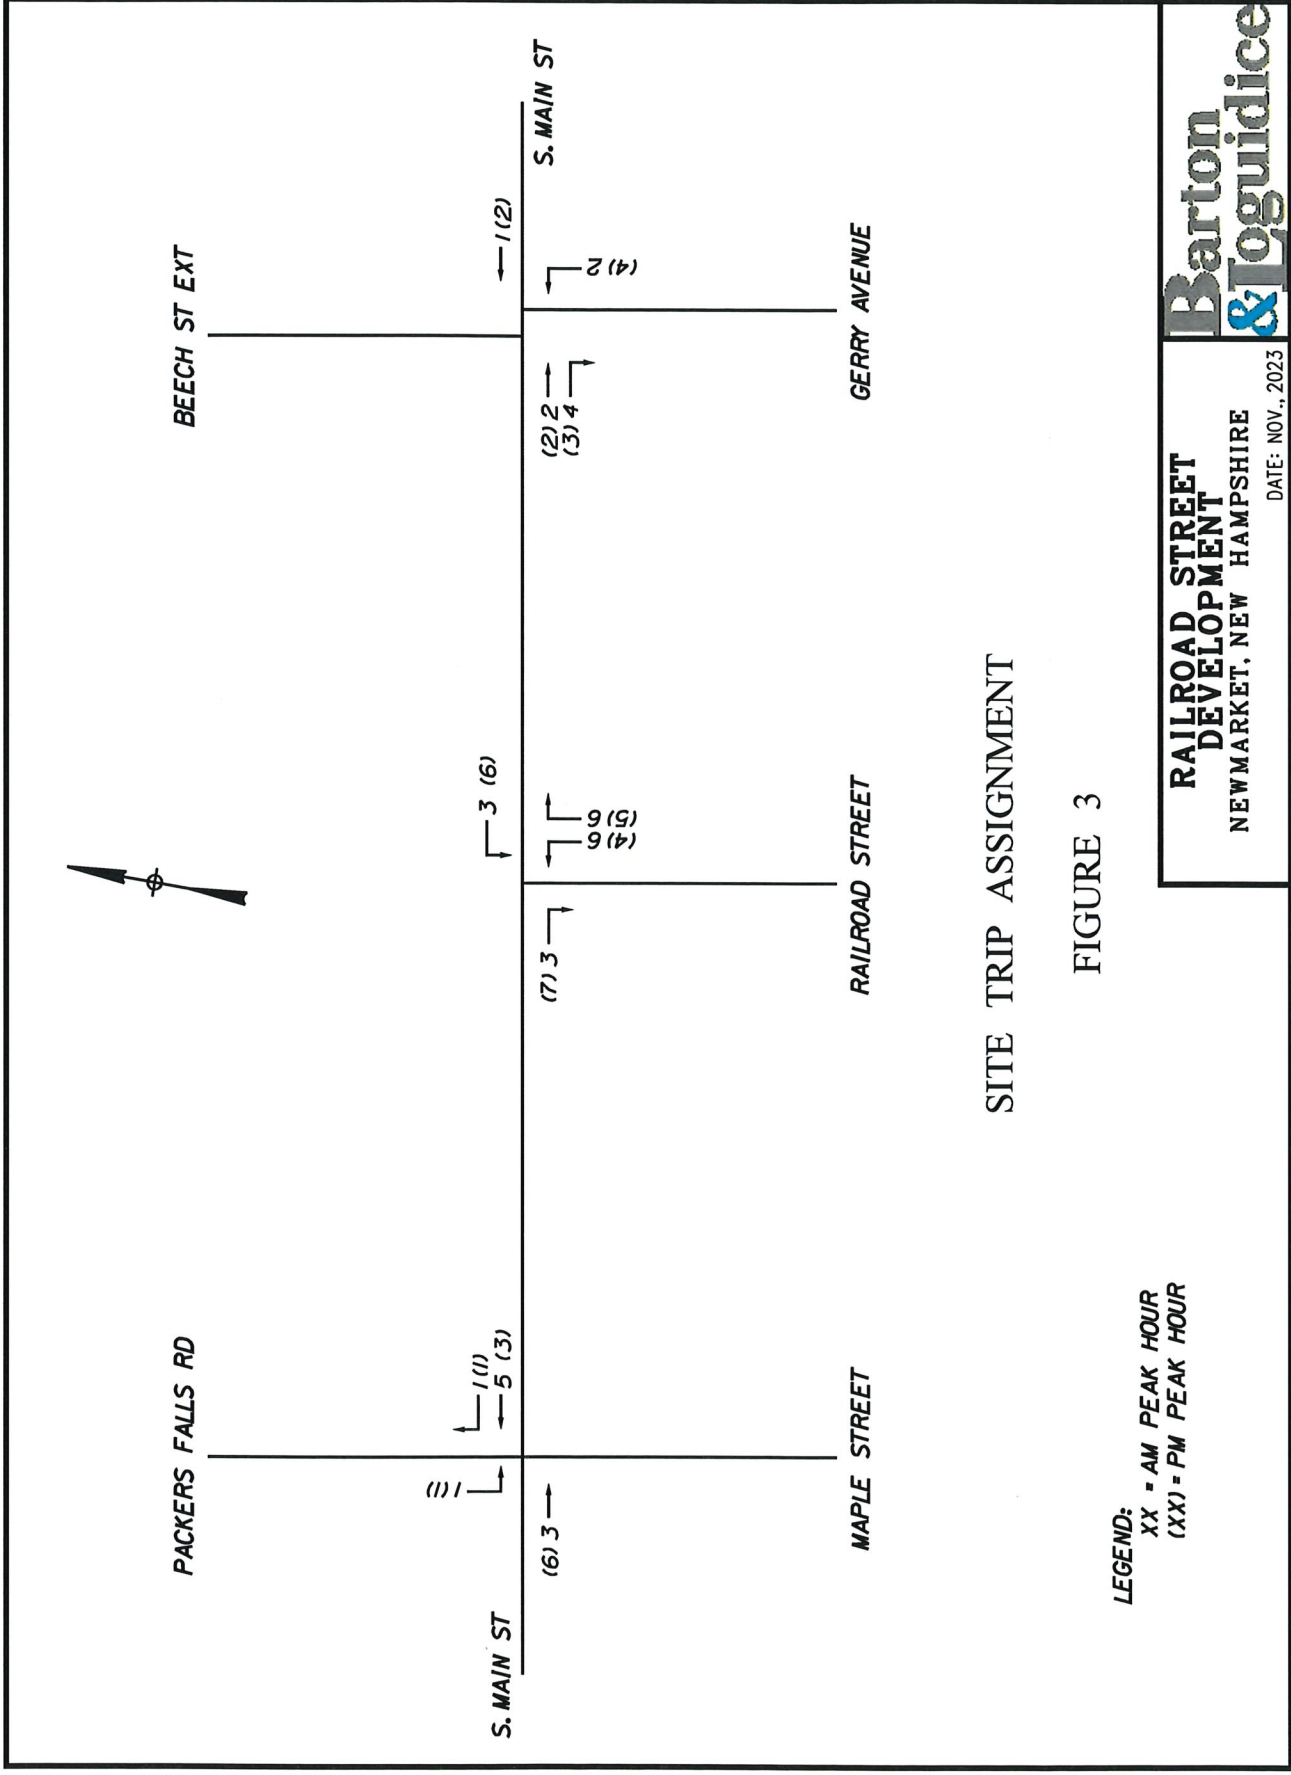 PACKERS FALLS RD
BEECH ST EXT
1(1)
1(1)
5 (3)
3 (6)
1(2)
S. MAIN ST
S. MAIN ST
(6) 3
(7) 3
(4) 6
(5) 6
(2) 2
(3) 4
(4) 2
MAPLE STREET
RAILROAD STREET
GERRY AVENUE
SITE TRIP ASSIGNMENT
FIGURE 3
LEGEND:
XX = AM PEAK HOUR
(XX) = PM PEAK HOUR
RAILROAD STREET
DEVELOPMENT
NEWMARKET, NEW HAMPSHIRE
DATE: NOV., 2023
Barton
& Loguidice